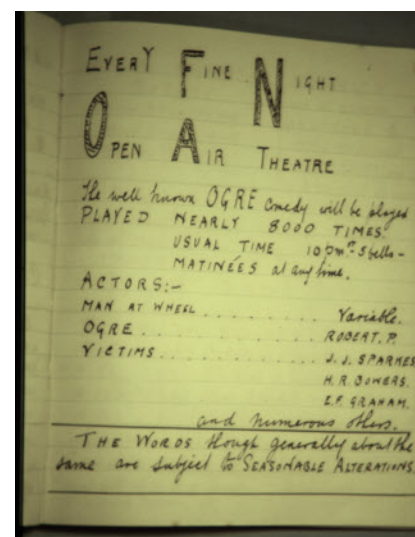 EVERY FINE NIGHT
OPEN AIR THEATRE
The well known OGRE comedy will be played
PLAYED NEARLY 8000 TIMES
USUAL TIME 10 pm - 5 bells -
MATINÉES at any time.
ACTORS:-
MAN AT WHEEL.......... Variable.
OGRE.......... ROBERT. P.
VICTIMS.......... J. J. SPARKES
H. R. BOWERS.
E. F. GRAHAM.
and numerous others.
THE WORDS though generally about the
same are subject to SEASONABLE ALTERATIONS